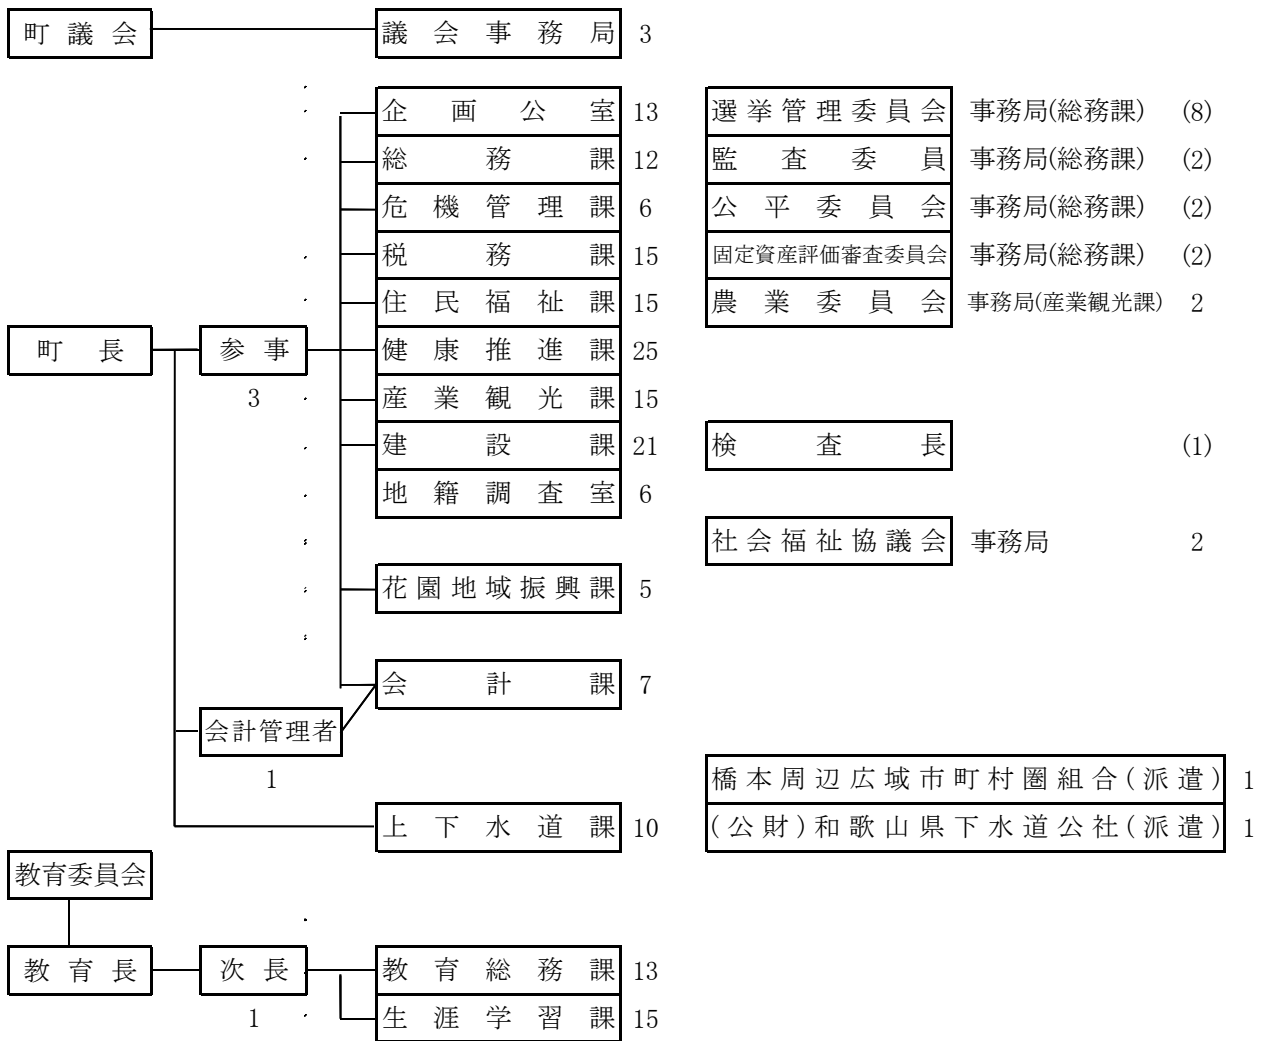 町議会 議会事務局 3
企画公室 13 選挙管理委員会 事務局(総務課) (8)
総務課 12 監査委員 事務局(総務課) (2)
危機管理課 6 公平委員会 事務局(総務課) (2)
税務課 15 固定資産評価審査委員会 事務局(総務課) (2)
住民福祉課 15 農業委員会 事務局(産業観光課) 2
町長 参事 健康推進課 25
3 産業観光課 15
建設課 21 検査長 (1)
地籍調査室 6
社会福祉協議会 事務局 2
花園地域振興課 5
会計課 7
会計管理者
1 橋本周辺広域市町村圏組合(派遣) 1
上下水道課 10 (公財)和歌山県下水道公社(派遣) 1
教育委員会
教育長 次長 教育総務課 13
1 生涯学習課 15